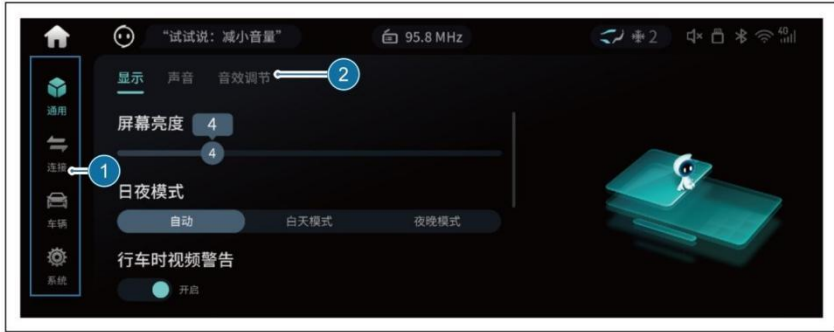 “试试说：减小音量” 95.8 MHz 2 4G
通用
连接
车辆
系统
1
显示 声音 音效调节
2
屏幕亮度 4
4
日夜模式
自动 白天模式 夜晚模式
行车时视频警告
开启